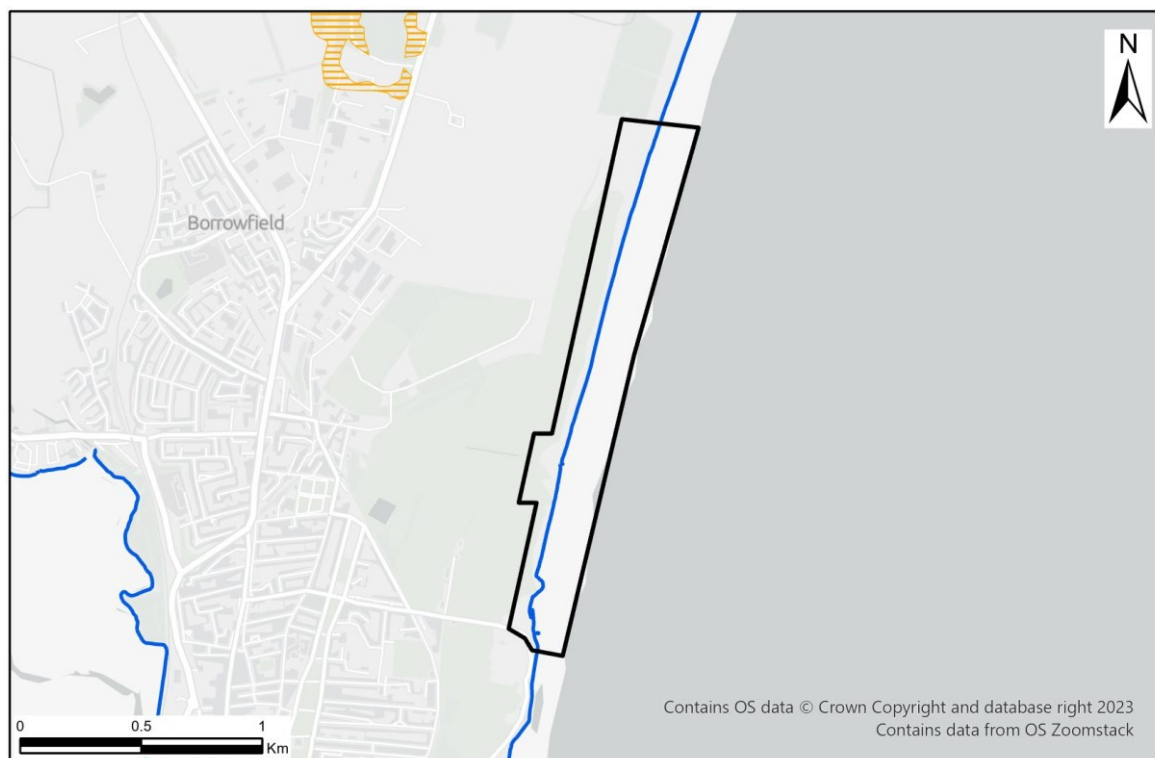 N
Borrowfield
0 0.5 1
Km
Contains OS data © Crown Copyright and database right 2023
Contains data from OS Zoomstack